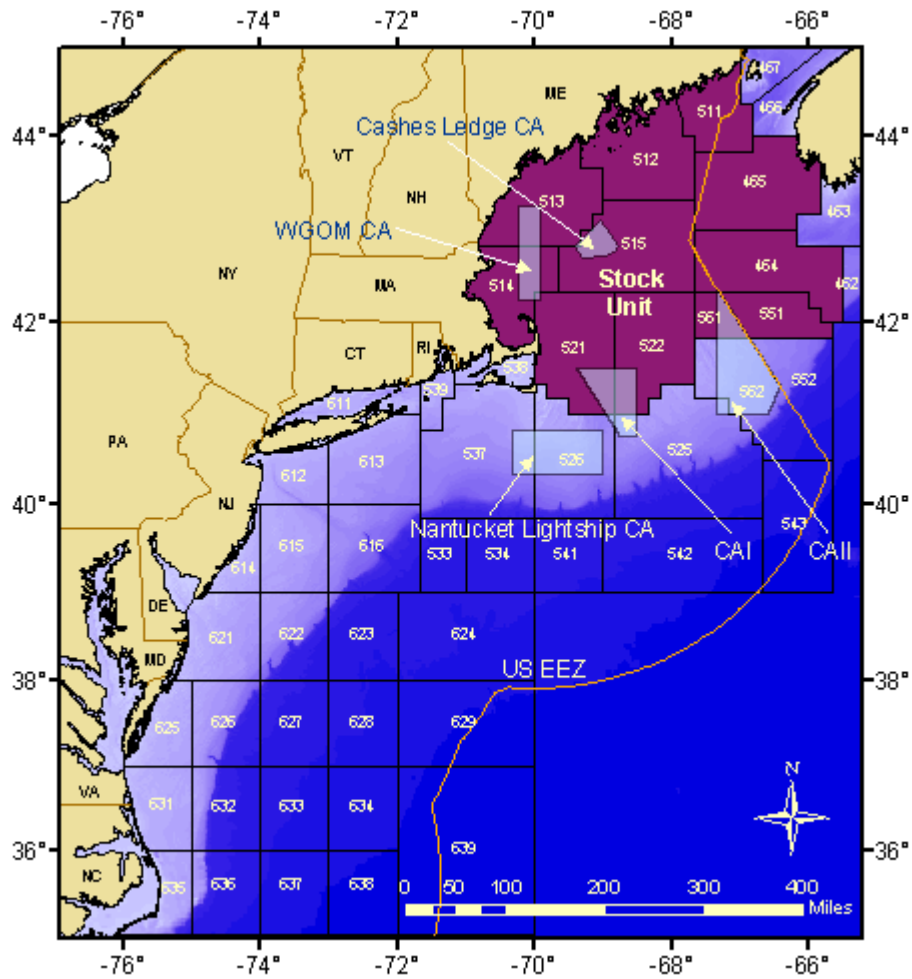 -76° -74° -72° -70° -68° -66°
467
ME
511
466
44°
44°
Cashes Ledge CA
VT
512
465
NH
513
463
WGOM CA
515
NY
464
514
Stock
Unit
462
MA
42°
42°
561
551
CT
RI
521
522
538
539
562
552
611
PA
537
526
525
613
612
40°
40°
NJ
Nantucket Lightship CA
543
615
616
533
534
541
542
CAI
CAII
614
DE
621
622
623
624
MD
US EEZ
38°
38°
625
626
627
628
629
N
VA
631
632
633
634
36°
36°
639
NC
635
636
637
638
0 50 100 200 300 400
Miles
-76° -74° -72° -70° -68° -66°